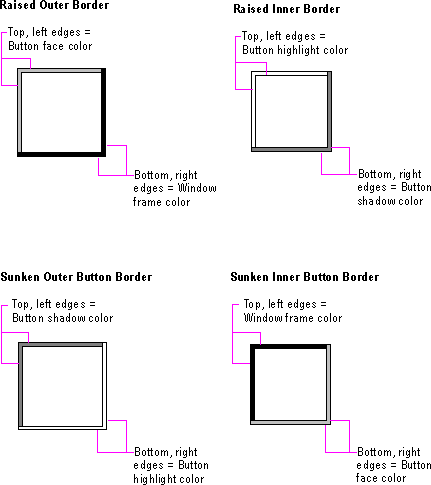 Raised Outer Border
Top, left edges =
Button face color
Bottom, right
edges = Window
frame color
Raised Inner Border
Top, left edges =
Button highlight color
Bottom, right
edges = Button
shadow color
Sunken Outer Button Border
Top, left edges =
Button shadow color
Bottom, right
edges = Button
highlight color
Sunken Inner Button Border
Top, left edges =
Window frame color
Bottom, right
edges = Button
face color